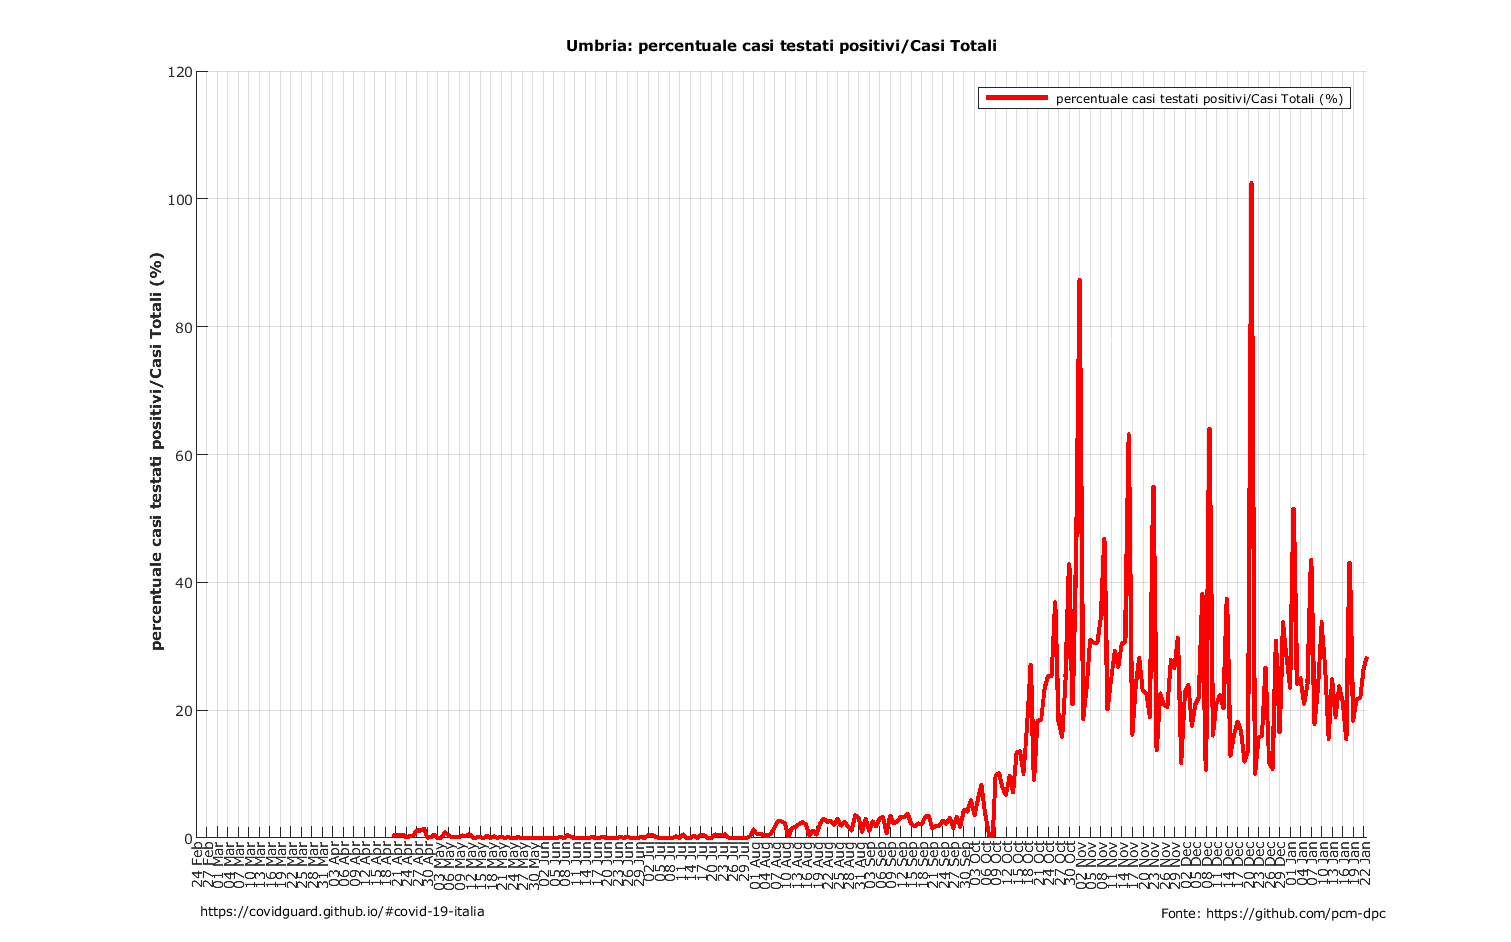 Umbria: percentuale casi testati positivi/Casi Totali
percentuale casi testati positivi/Casi Totali (%)
percentuale casi testati positivi/Casi Totali (%)
120
100
80
60
40
20
0
24 Feb
27 Feb
01 Mar
04 Mar
07 Mar
10 Mar
13 Mar
16 Mar
19 Mar
22 Mar
25 Mar
28 Mar
31 Mar
03 Apr
06 Apr
09 Apr
12 Apr
15 Apr
18 Apr
21 Apr
24 Apr
27 Apr
30 Apr
03 May
06 May
09 May
12 May
15 May
18 May
21 May
24 May
27 May
30 May
02 Jun
05 Jun
08 Jun
11 Jun
14 Jun
17 Jun
20 Jun
23 Jun
26 Jun
29 Jun
02 Jul
05 Jul
08 Jul
11 Jul
14 Jul
17 Jul
20 Jul
23 Jul
26 Jul
29 Jul
01 Aug
04 Aug
07 Aug
10 Aug
13 Aug
16 Aug
19 Aug
22 Aug
25 Aug
28 Aug
31 Aug
03 Sep
06 Sep
09 Sep
12 Sep
15 Sep
18 Sep
21 Sep
24 Sep
27 Sep
30 Sep
03 Oct
06 Oct
09 Oct
12 Oct
15 Oct
18 Oct
21 Oct
24 Oct
27 Oct
30 Oct
02 Nov
05 Nov
08 Nov
11 Nov
14 Nov
17 Nov
20 Nov
23 Nov
26 Nov
29 Nov
02 Dec
05 Dec
08 Dec
11 Dec
14 Dec
17 Dec
20 Dec
23 Dec
26 Dec
29 Dec
01 Jan
04 Jan
07 Jan
10 Jan
13 Jan
16 Jan
19 Jan
22 Jan
https://covidguard.github.io/#covid-19-italia
Fonte: https://github.com/pcm-dpc